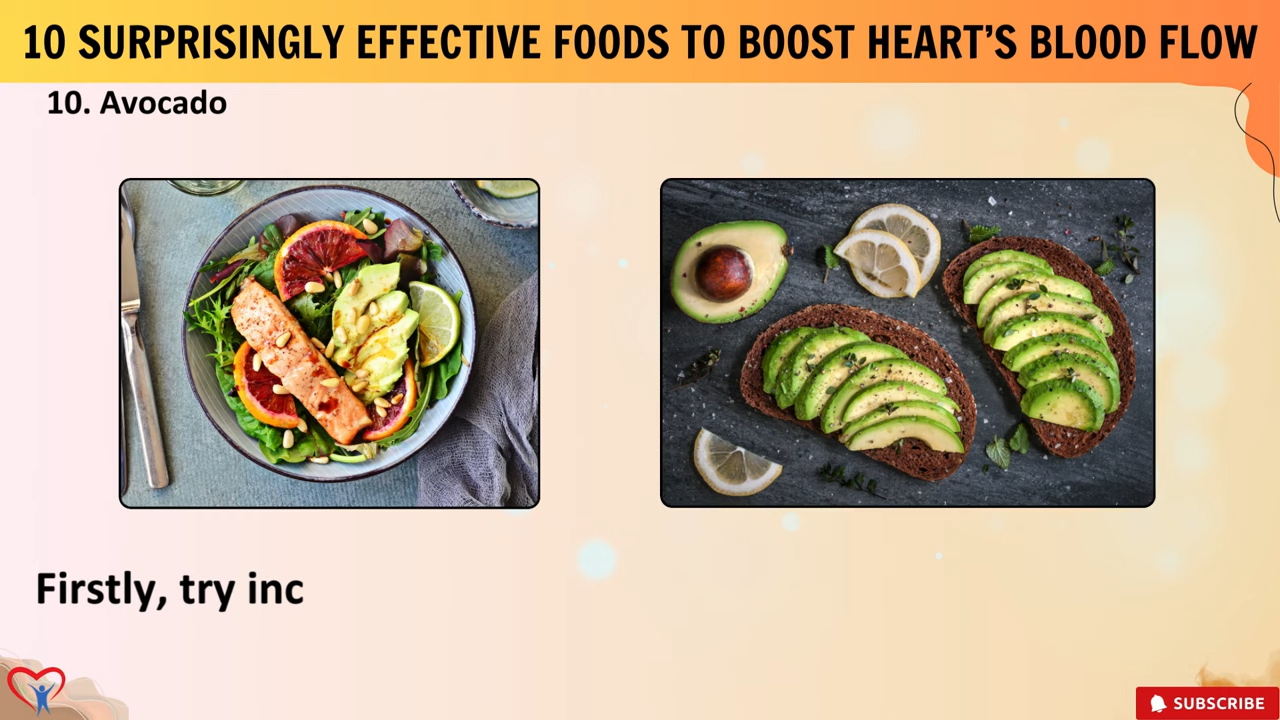 10 SURPRISINGLY EFFECTIVE FOODS TO BOOST HEART’S BLOOD FLOW
10. Avocado
Firstly, try inc
SUBSCRIBE